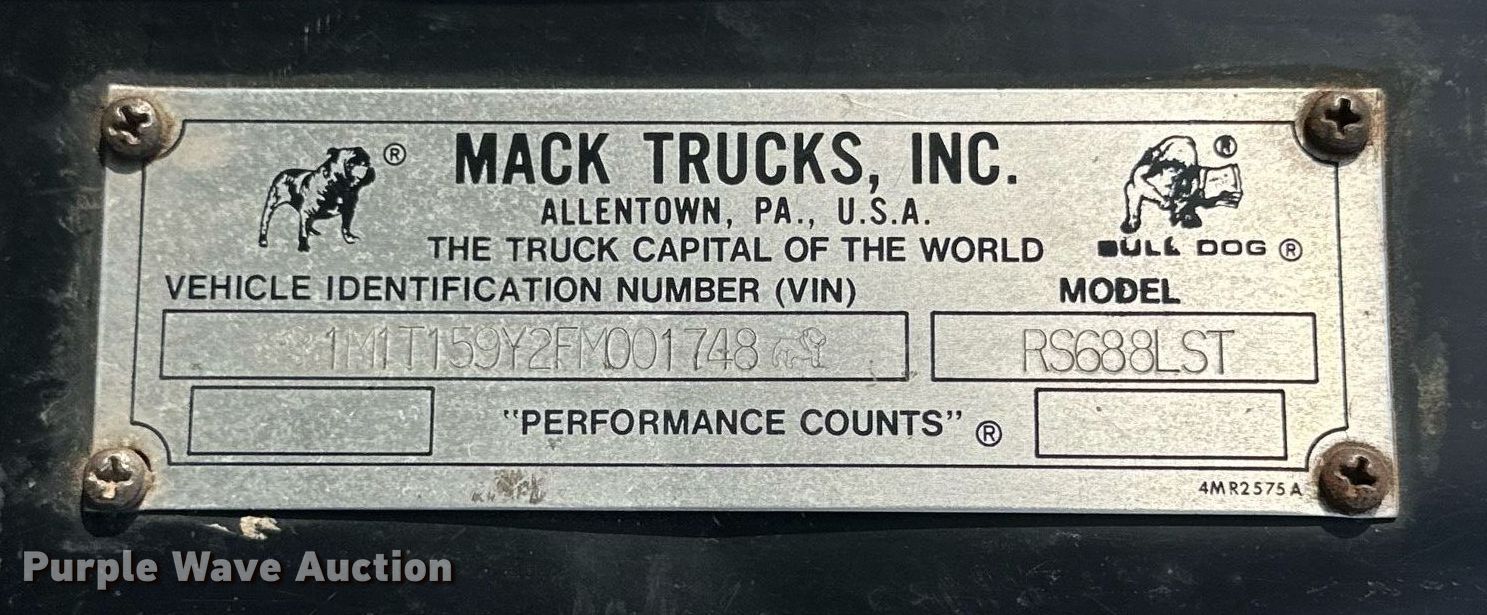 ® MACK TRUCKS, INC. ®
ALLENTOWN, PA., U.S.A.
THE TRUCK CAPITAL OF THE WORLD BULL DOG ®
VEHICLE IDENTIFICATION NUMBER (VIN) MODEL
1M1T159Y2FM001748 RS688LST
"PERFORMANCE COUNTS" ®
4MR2575A
Purple Wave Auction